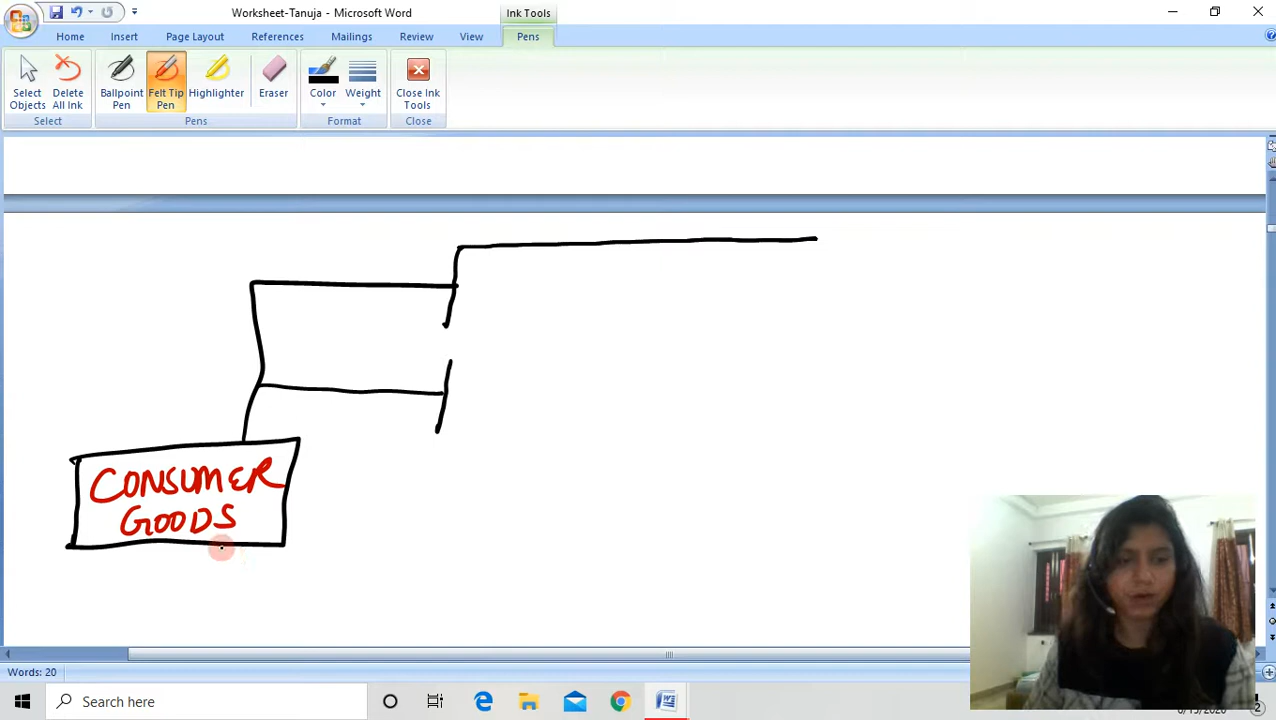 Worksheet-Tanuja - Microsoft Word
Ink Tools
Home
Insert
Page Layout
References
Mailings
Review
View
Pens
Select Objects
Delete All Ink
Ballpoint Pen
Felt Tip Pen
Highlighter
Eraser
Color
Weight
Close Ink Tools
Select
Pens
Format
Close
CONSUMER
GOODS
Words: 20
Search here
2